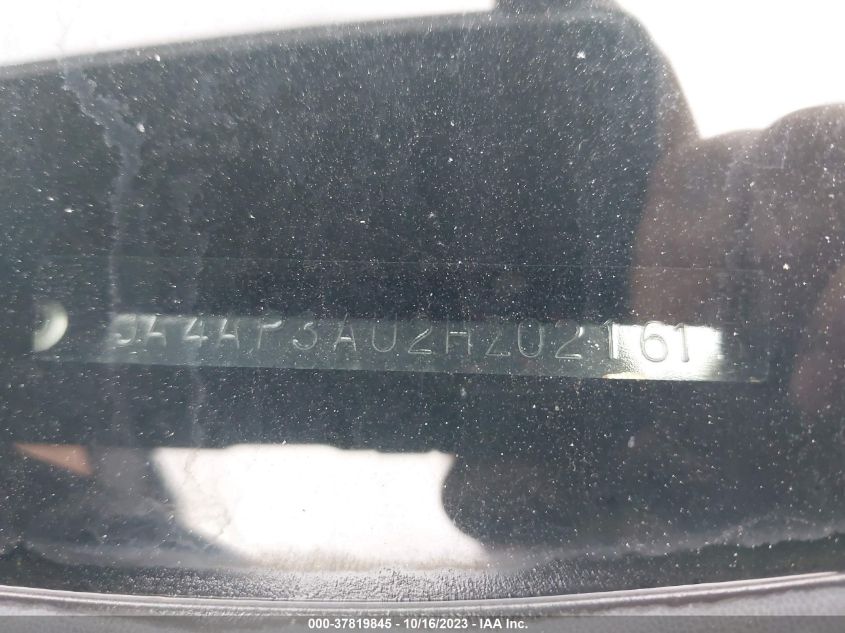 JA4AP3AU2HZ02161
000-37819845 - 10/16/2023 - IAA Inc.